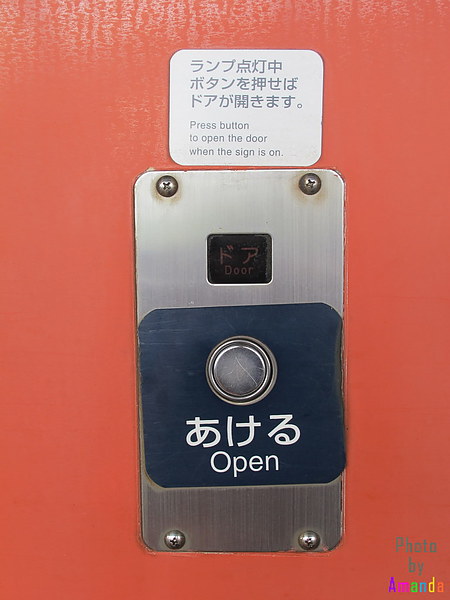 ランプ点灯中
ボタンを押せば
ドアが開きます。
Press button
to open the door
when the sign is on.
ドア
Door
あける
Open
Photo
by
Amanda